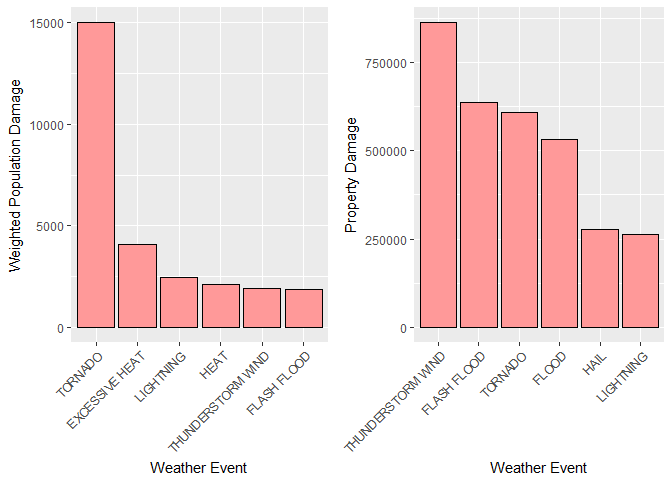 Weighted Population Damage
15000
10000
5000
0
TORNADO
EXCESSIVE HEAT
LIGHTNING
HEAT
THUNDERSTORM WIND
FLASH FLOOD
Weather Event
Property Damage
750000
500000
250000
0
THUNDERSTORM WIND
FLASH FLOOD
TORNADO
FLOOD
HAIL
LIGHTNING
Weather Event